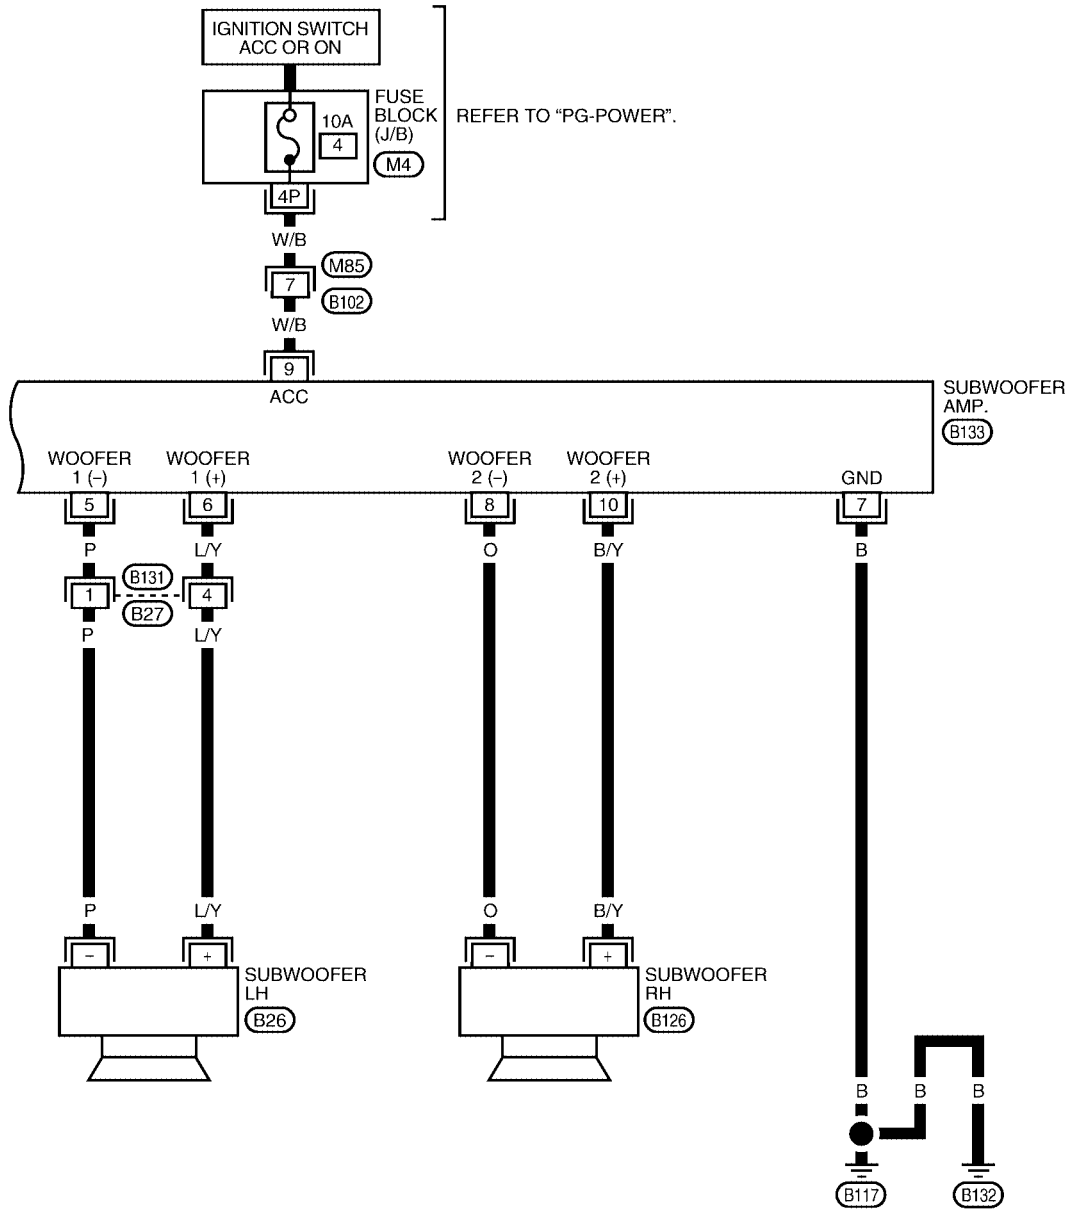 IGNITION SWITCH
ACC OR ON
FUSE
BLOCK
(J/B)
M4
10A
4
REFER TO “PG-POWER”.
4P
W/B
M85
7
B102
W/B
9
ACC
SUBWOOFER
AMP.
B133
WOOFER
1 (–)
WOOFER
1 (+)
WOOFER
2 (–)
WOOFER
2 (+)
GND
5
6
8
10
7
P
L/Y
O
B/Y
B
B131
1
4
B27
P
L/Y
P
L/Y
O
B/Y
–
+
–
+
SUBWOOFER
LH
B26
SUBWOOFER
RH
B126
B
B
B
B117
B132